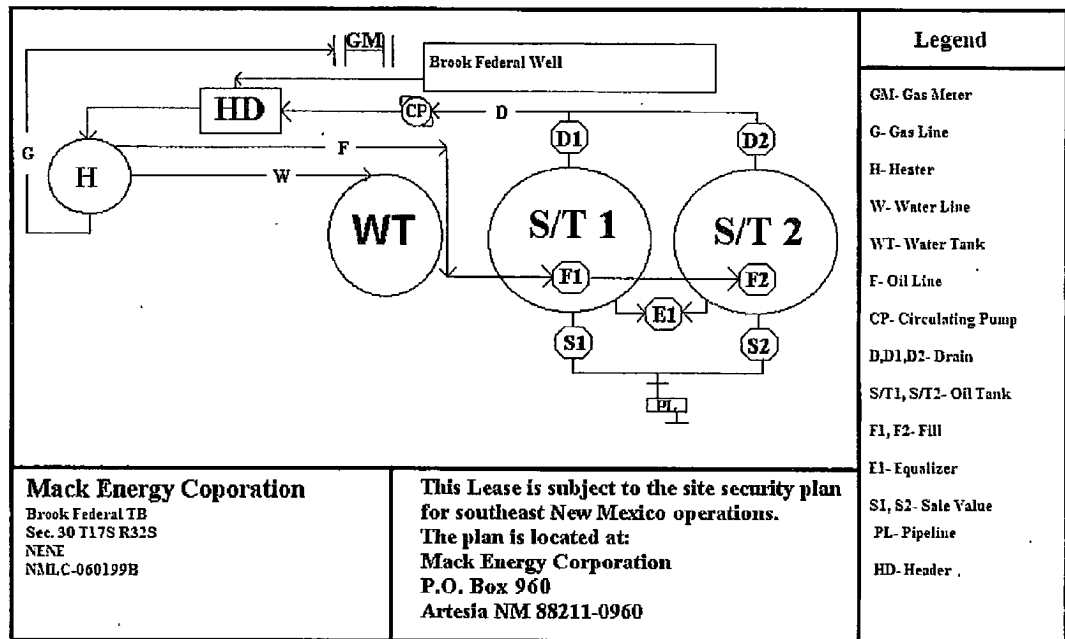 GM
Brook Federal Well
HD
CP
D
D1
D2
G
H
F
W
WT
S/T 1
S/T 2
F1
F2
E1
S1
S2
PL
Legend
GM- Gas Meter
G- Gas Line
H- Heater
W- Water Line
WT- Water Tank
F- Oil Line
CP- Circulating Pump
D,D1,D2- Drain
S/T1, S/T2- Oil Tank
F1, F2- Fill
E1- Equalizer
S1, S2- Sale Value
PL- Pipeline
HD- Header
Mack Energy Coporation
Brook Federal TB
Sec. 30 T17S R32S
NENE
NMLC-060199B
This Lease is subject to the site security plan
for southeast New Mexico operations.
The plan is located at:
Mack Energy Corporation
P.O. Box 960
Artesia NM 88211-0960